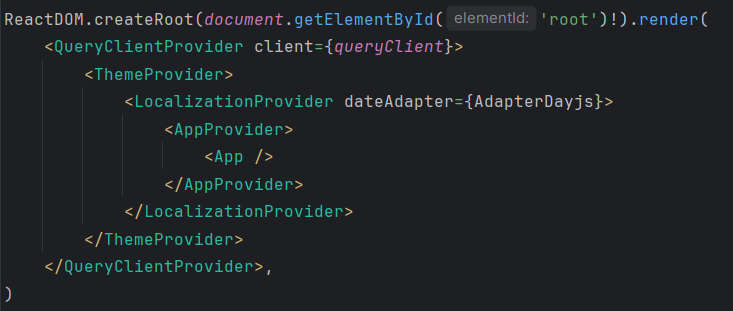 ReactDOM.createRoot(document.getElementById( elementId: 'root')!).render(
    <QueryClientProvider client={queryClient}>
        <ThemeProvider>
            <LocalizationProvider dateAdapter={AdapterDayjs}>
                <AppProvider>
                    <App />
                </AppProvider>
            </LocalizationProvider>
        </ThemeProvider>
    </QueryClientProvider>,
)